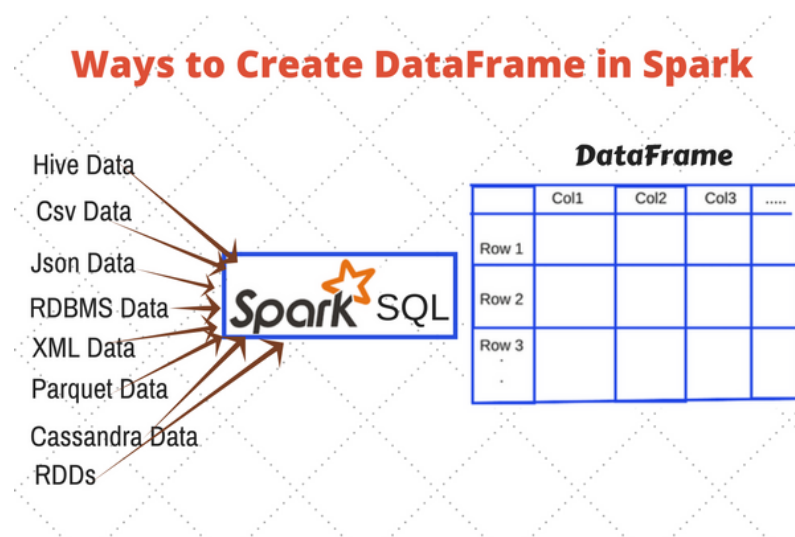 Ways to Create DataFrame in Spark
Hive Data
Csv Data
Json Data
RDBMS Data
XML Data
Parquet Data
Cassandra Data
RDDs
Spark SQL
DataFrame
Col1 Col2 Col3 .....
Row 1
Row 2
Row 3
.
.